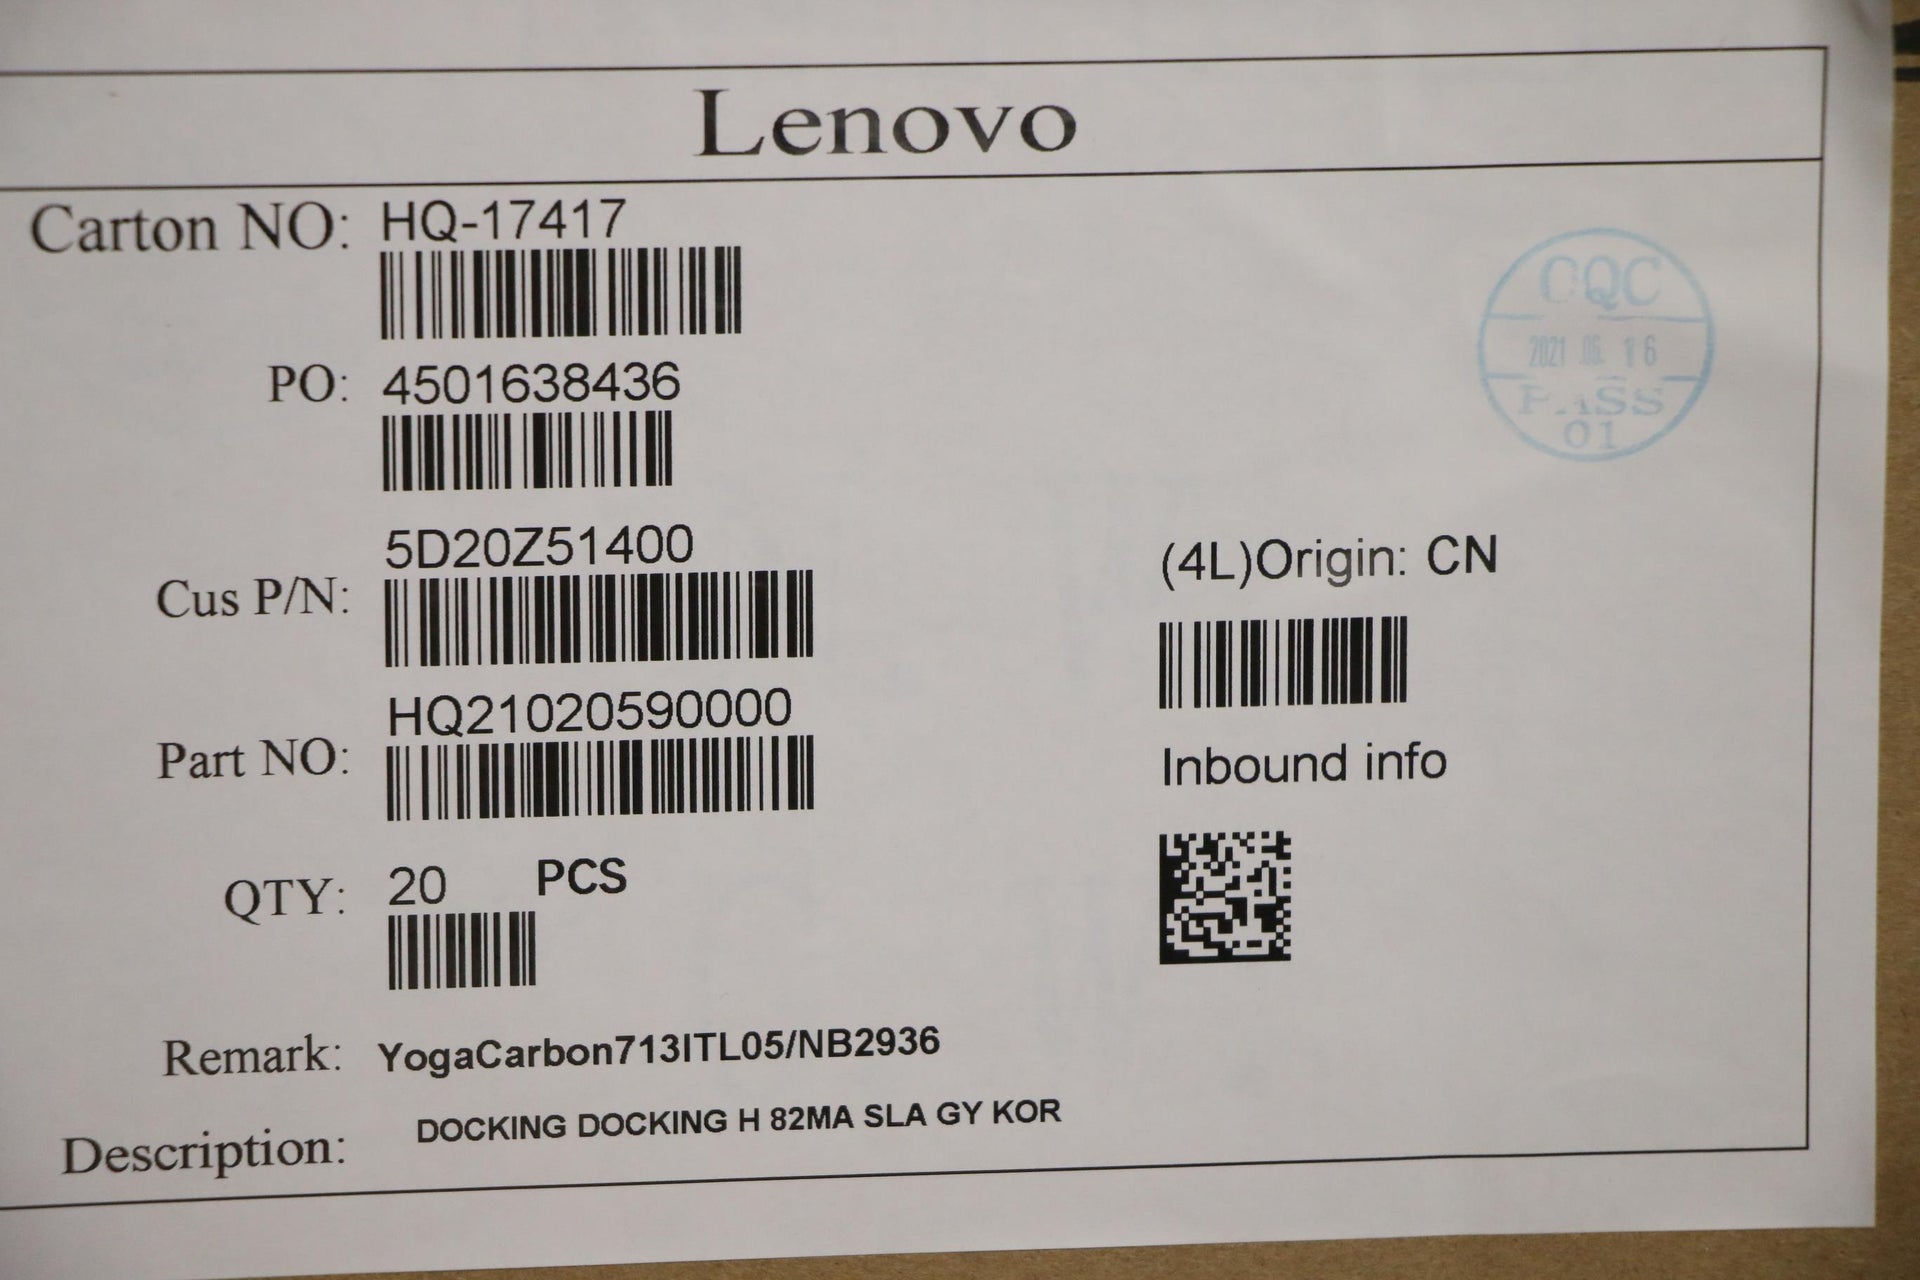 Lenovo
Carton NO: HQ-17417
PO: 4501638436
Cus P/N: 5D20Z51400
Part NO: HQ21020590000
QTY: 20 PCS
Remark: YogaCarbon713ITL05/NB2936
Description: DOCKING DOCKING H 82MA SLA GY KOR
CQC
2021 06 16
PASS
01
(4L)Origin: CN
Inbound info